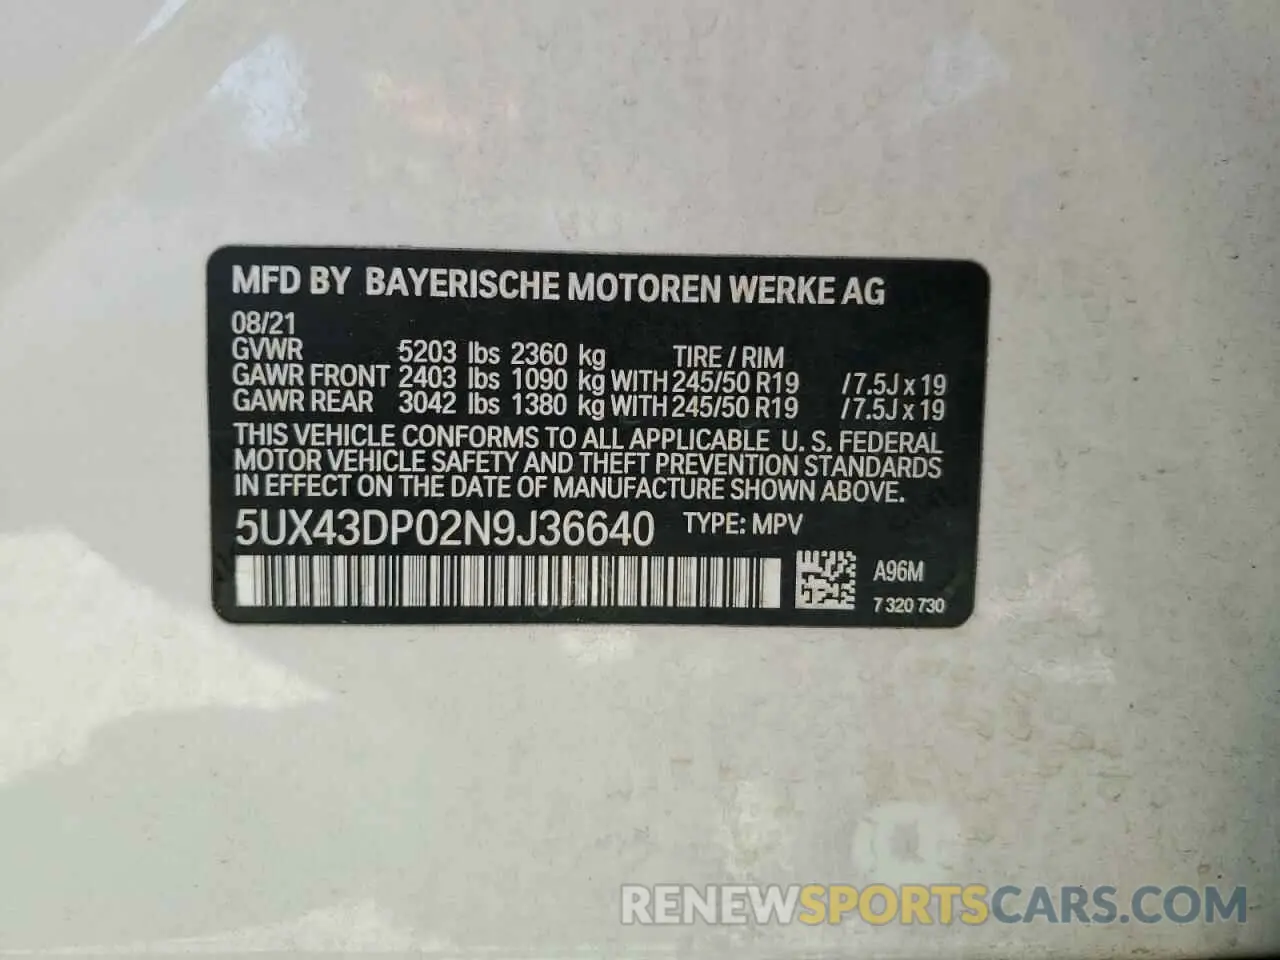 MFD BY BAYERISCHE MOTOREN WERKE AG
08/21
GVWR 5203 lbs 2360 kg TIRE / RIM
GAWR FRONT 2403 lbs 1090 kg WITH 245/50 R19 / 7.5J x 19
GAWR REAR 3042 lbs 1380 kg WITH 245/50 R19 / 7.5J x 19
THIS VEHICLE CONFORMS TO ALL APPLICABLE U. S. FEDERAL
MOTOR VEHICLE SAFETY AND THEFT PREVENTION STANDARDS
IN EFFECT ON THE DATE OF MANUFACTURE SHOWN ABOVE.
5UX43DP02N9J36640 TYPE: MPV
A96M
7 320 730
RENEWSPORTSCARS.COM